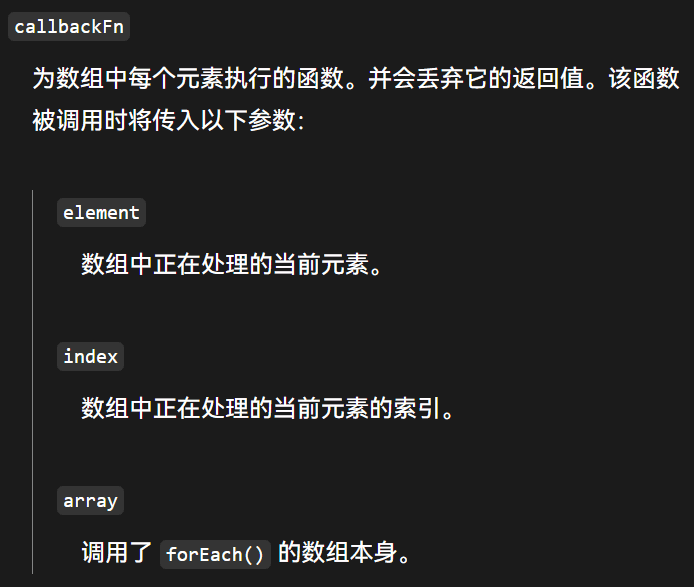 callbackFn
为数组中每个元素执行的函数。并会丢弃它的返回值。该函数
被调用时将传入以下参数：
element
数组中正在处理的当前元素。
index
数组中正在处理的当前元素的索引。
array
调用了 forEach() 的数组本身。